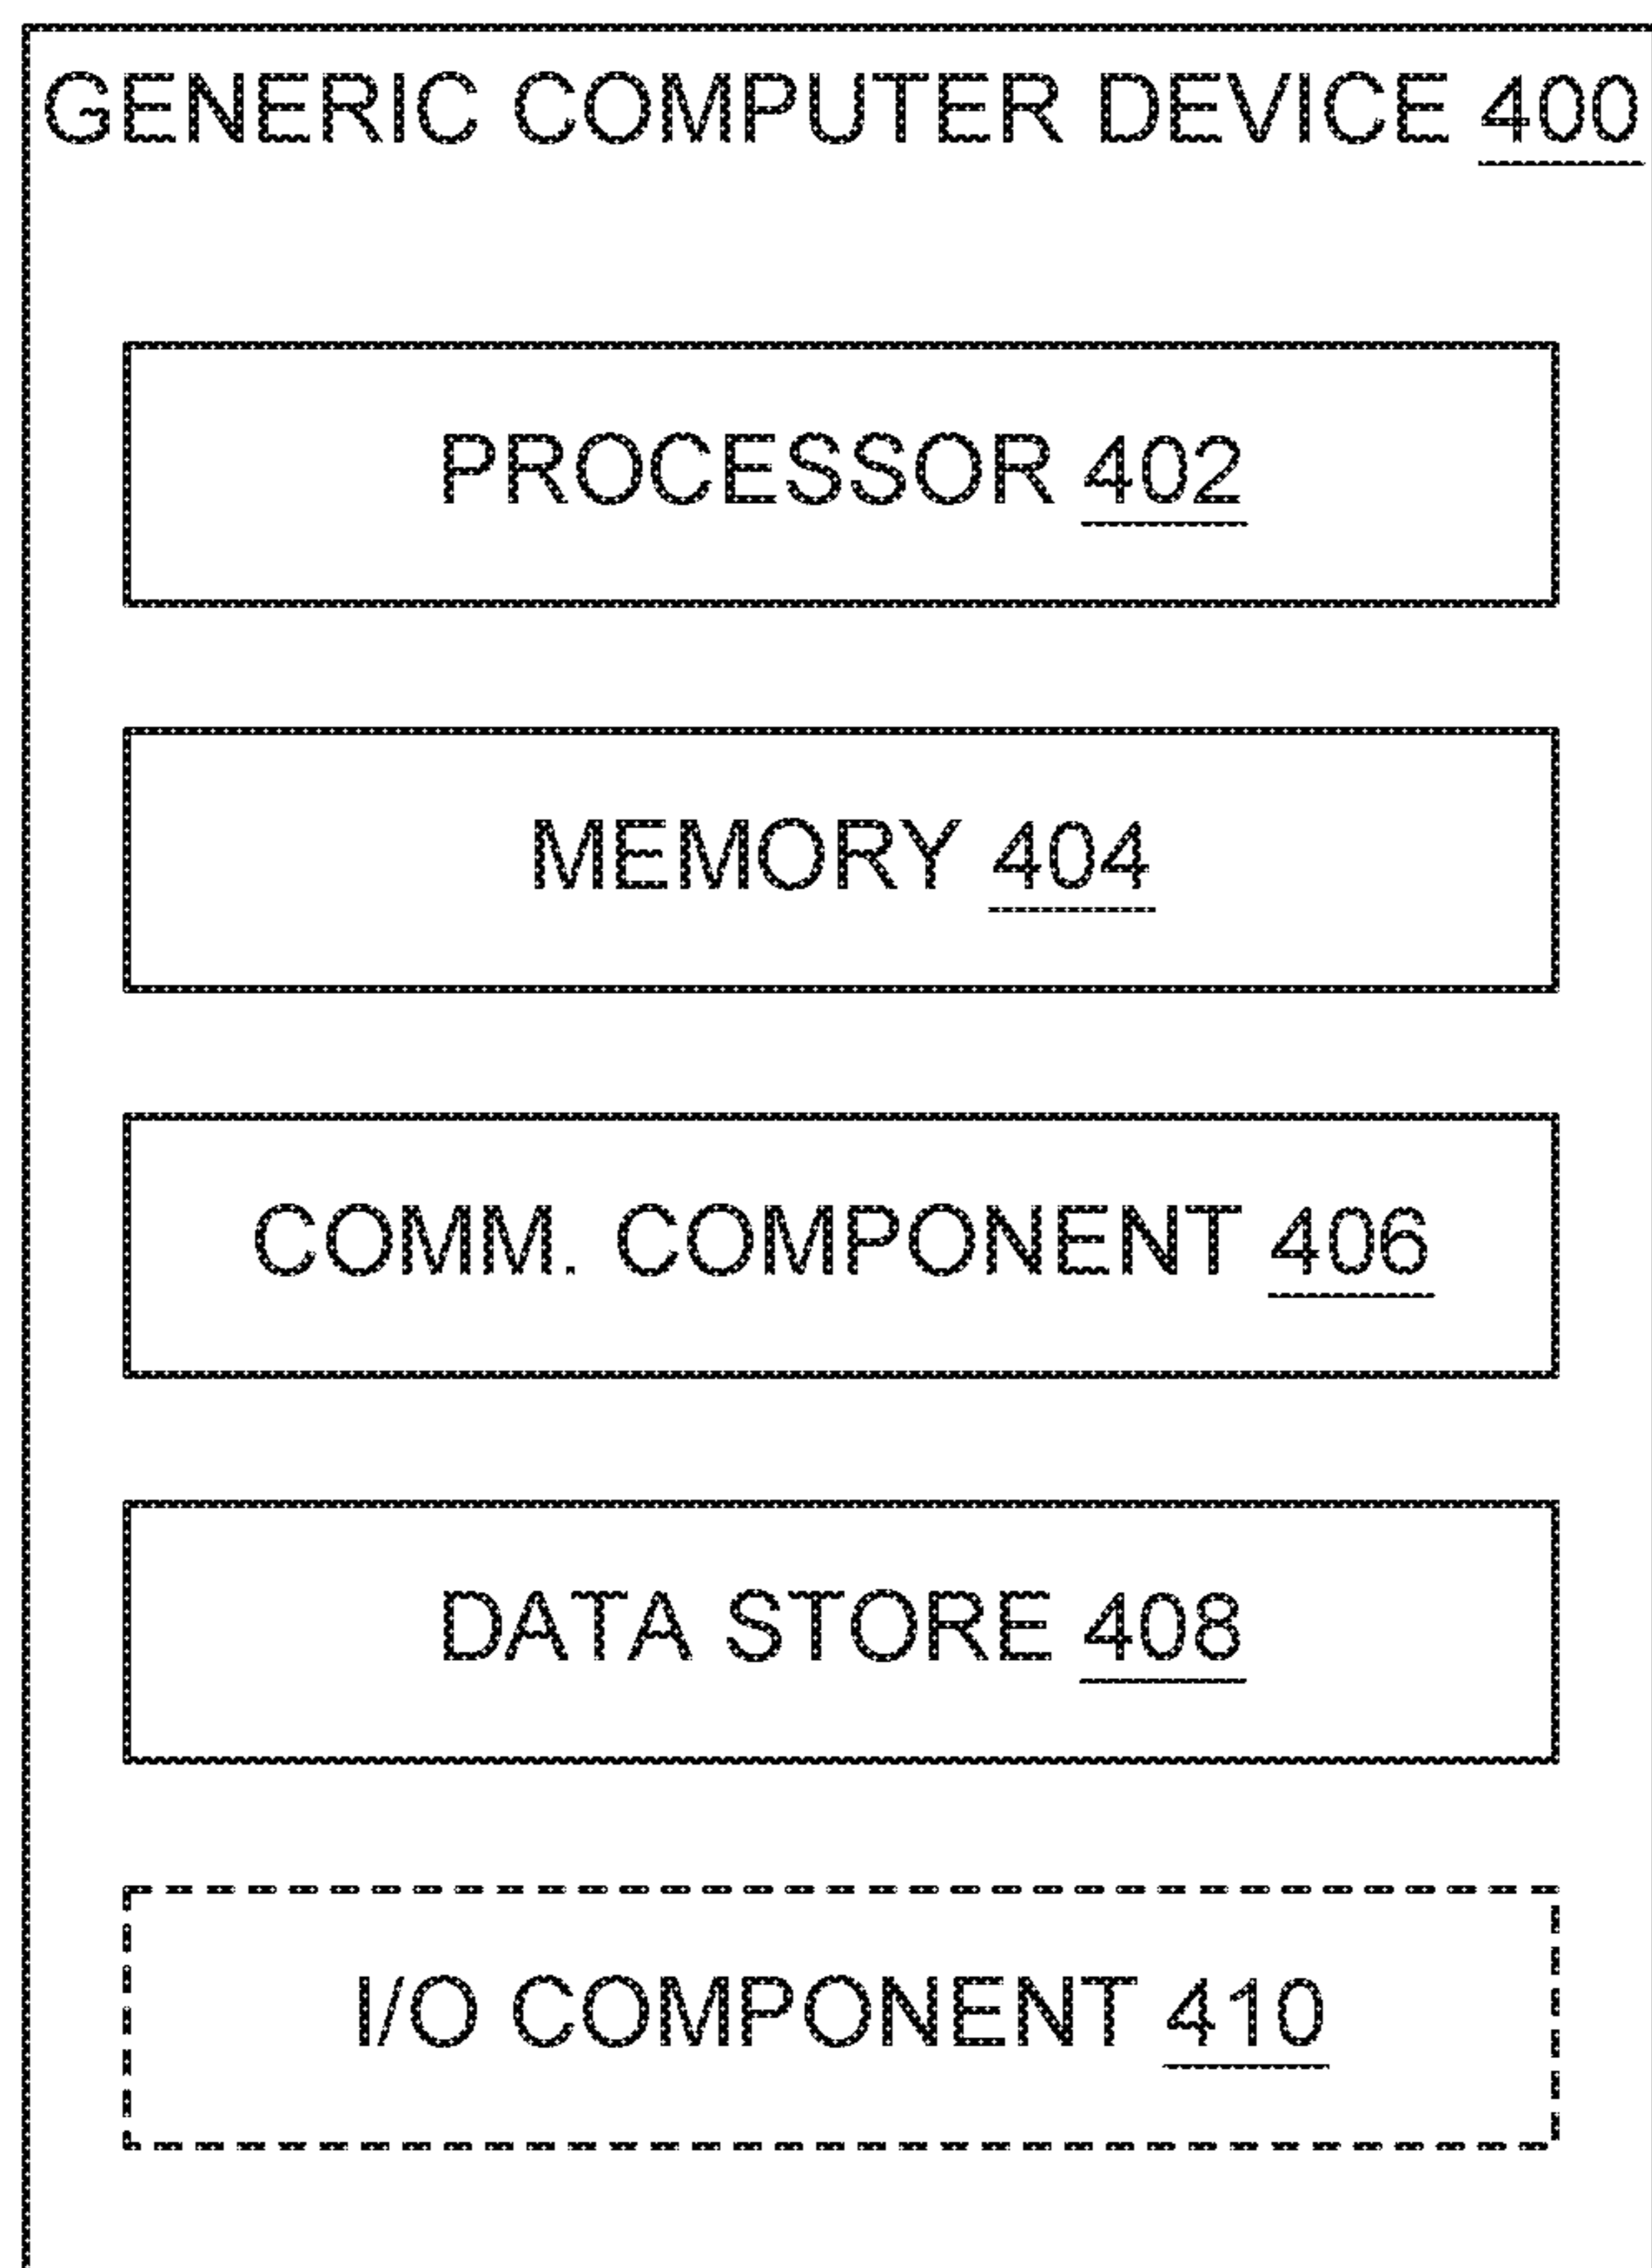 GENERIC COMPUTER DEVICE 400
PROCESSOR 402
MEMORY 404
COMM. COMPONENT 406
DATA STORE 408
I/O COMPONENT 410